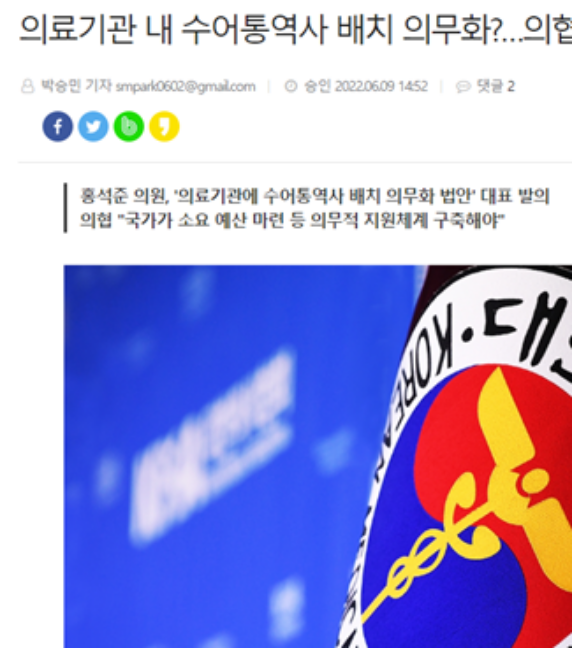 의료기관 내 수어통역사 배치 의무화?...의협
박승민 기자 smpark0602@gmail.com 승인 2022.06.09 14:52 댓글 2
홍석준 의원, '의료기관에 수어통역사 배치 의무화 법안' 대표 발의
의협 "국가가 소요 예산 마련 등 의무적 지원체계 구축해야"
KOREAN
·대